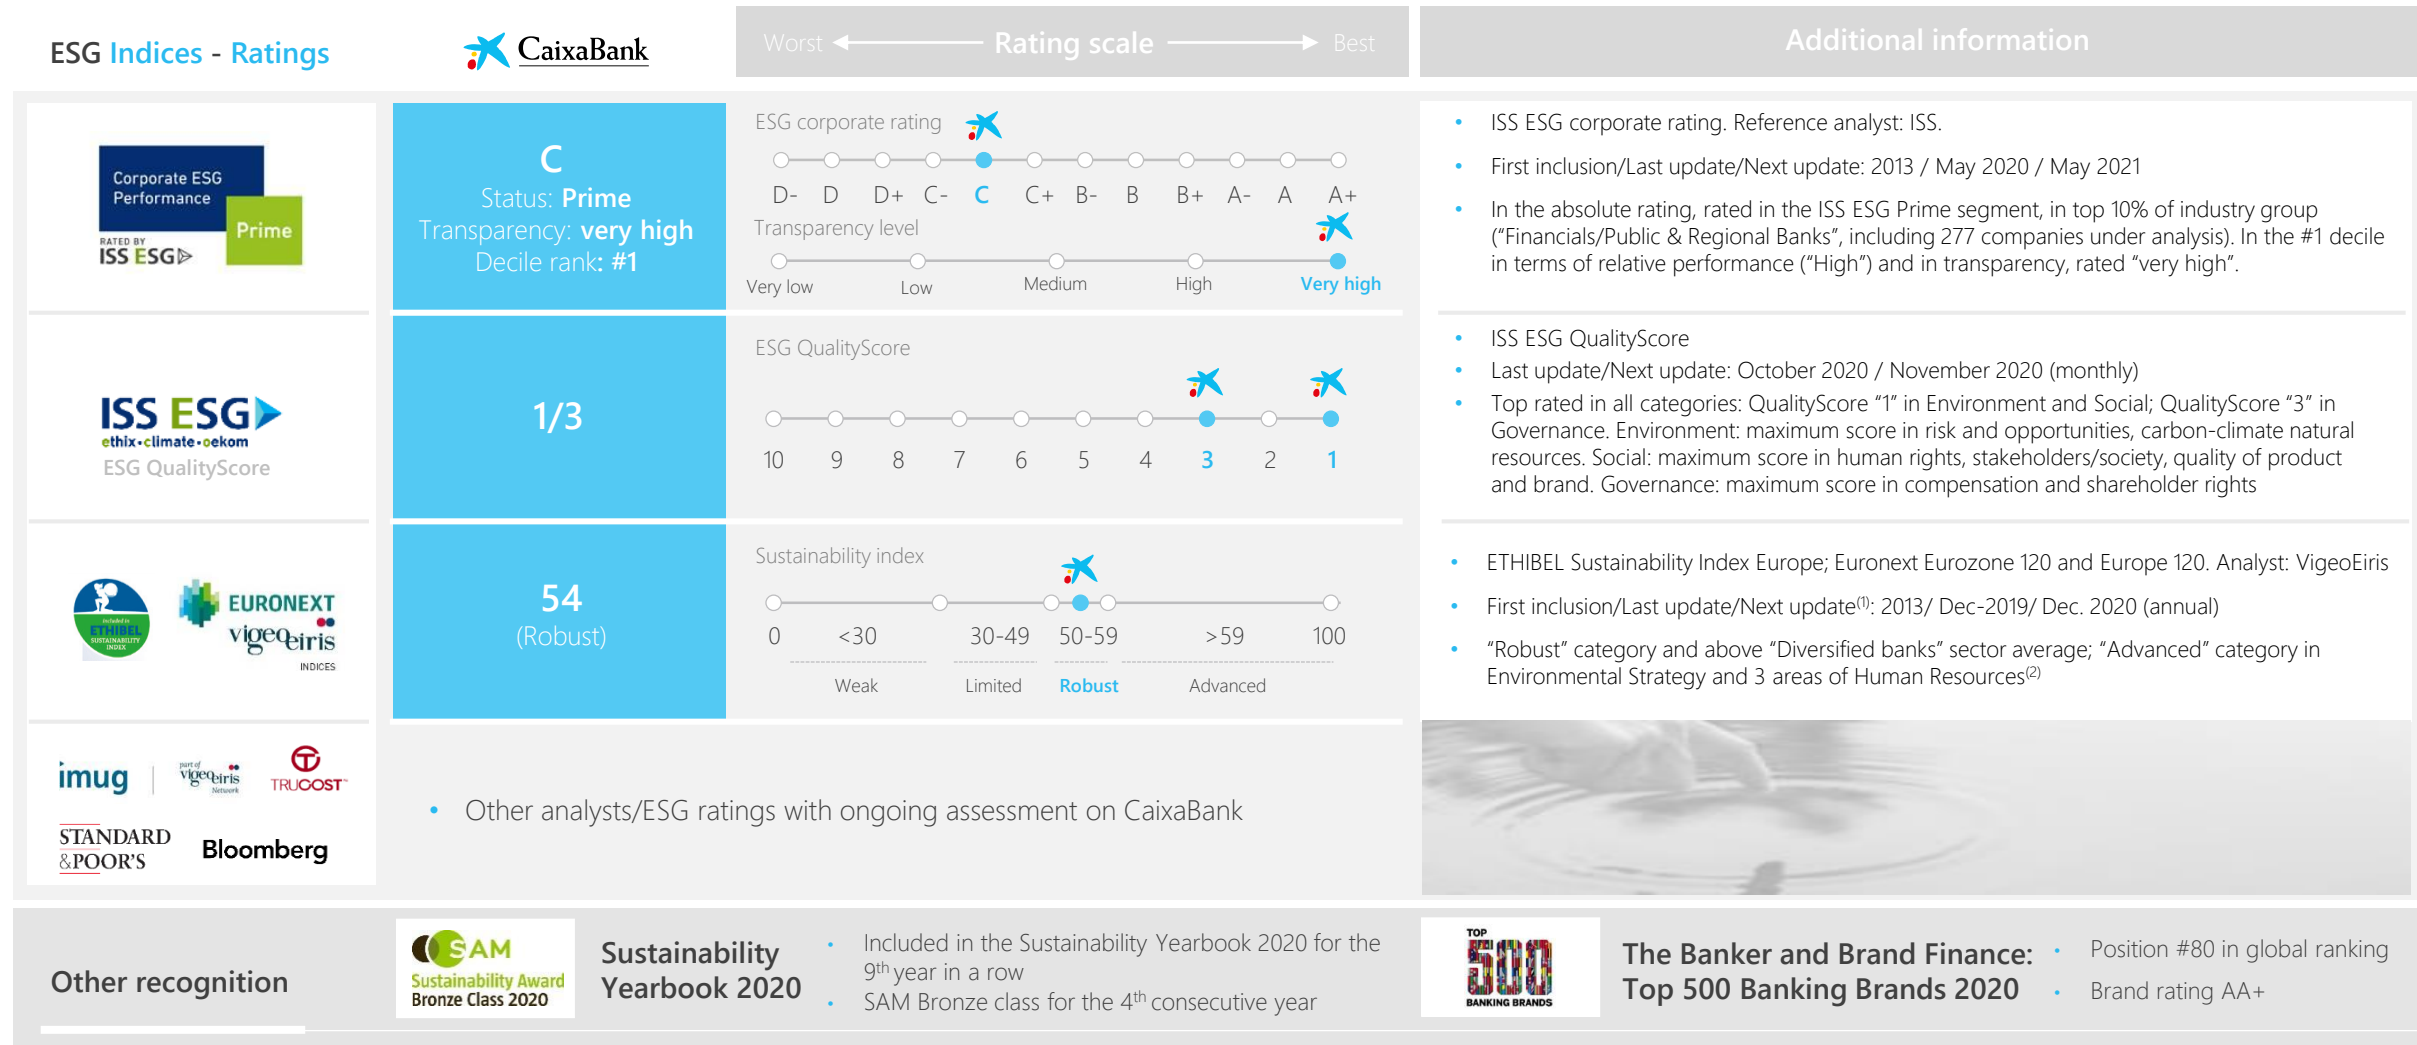 ESG Indices - Ratings
CaixaBank
Worst
Rating scale
Best
Additional information
Corporate ESG
Performance
Prime
RATED BY
ISS ESG
C
Status: Prime
Transparency: very high
Decile rank: #1
ESG corporate rating
D- D D+ C- C C+ B- B B+ A- A A+
Transparency level
Very low Low Medium High Very high
• ISS ESG corporate rating. Reference analyst: ISS.
• First inclusion/Last update/Next update: 2013 / May 2020 / May 2021
• In the absolute rating, rated in the ISS ESG Prime segment, in top 10% of industry group
(“Financials/Public & Regional Banks”, including 277 companies under analysis). In the #1 decile
in terms of relative performance (“High”) and in transparency, rated “very high”.
ISS ESG
ethix·climate·oekom
ESG QualityScore
1/3
ESG QualityScore
10 9 8 7 6 5 4 3 2 1
• ISS ESG QualityScore
• Last update/Next update: October 2020 / November 2020 (monthly)
• Top rated in all categories: QualityScore “1” in Environment and Social; QualityScore “3” in
Governance. Environment: maximum score in risk and opportunities, carbon-climate natural
resources. Social: maximum score in human rights, stakeholders/society, quality of product
and brand. Governance: maximum score in compensation and shareholder rights
included in
ETHIBEL
SUSTAINABILITY
INDEX
EURONEXT
vigeoeiris
INDICES
54
(Robust)
Sustainability index
0 <30 30-49 50-59 >59 100
Weak Limited Robust Advanced
• ETHIBEL Sustainability Index Europe; Euronext Eurozone 120 and Europe 120. Analyst: VigeoEiris
• First inclusion/Last update/Next update(1): 2013/ Dec-2019/ Dec. 2020 (annual)
• “Robust” category and above “Diversified banks” sector average; “Advanced” category in
Environmental Strategy and 3 areas of Human Resources(2)
imug
part of
vigeoeiris
Network
TRUCOST
STANDARD
&POOR'S
Bloomberg
• Other analysts/ESG ratings with ongoing assessment on CaixaBank
Other recognition
SAM
Sustainability Award
Bronze Class 2020
Sustainability
Yearbook 2020
• Included in the Sustainability Yearbook 2020 for the
9th year in a row
• SAM Bronze class for the 4th consecutive year
TOP
500
BANKING BRANDS
The Banker and Brand Finance:
Top 500 Banking Brands 2020
• Position #80 in global ranking
• Brand rating AA+